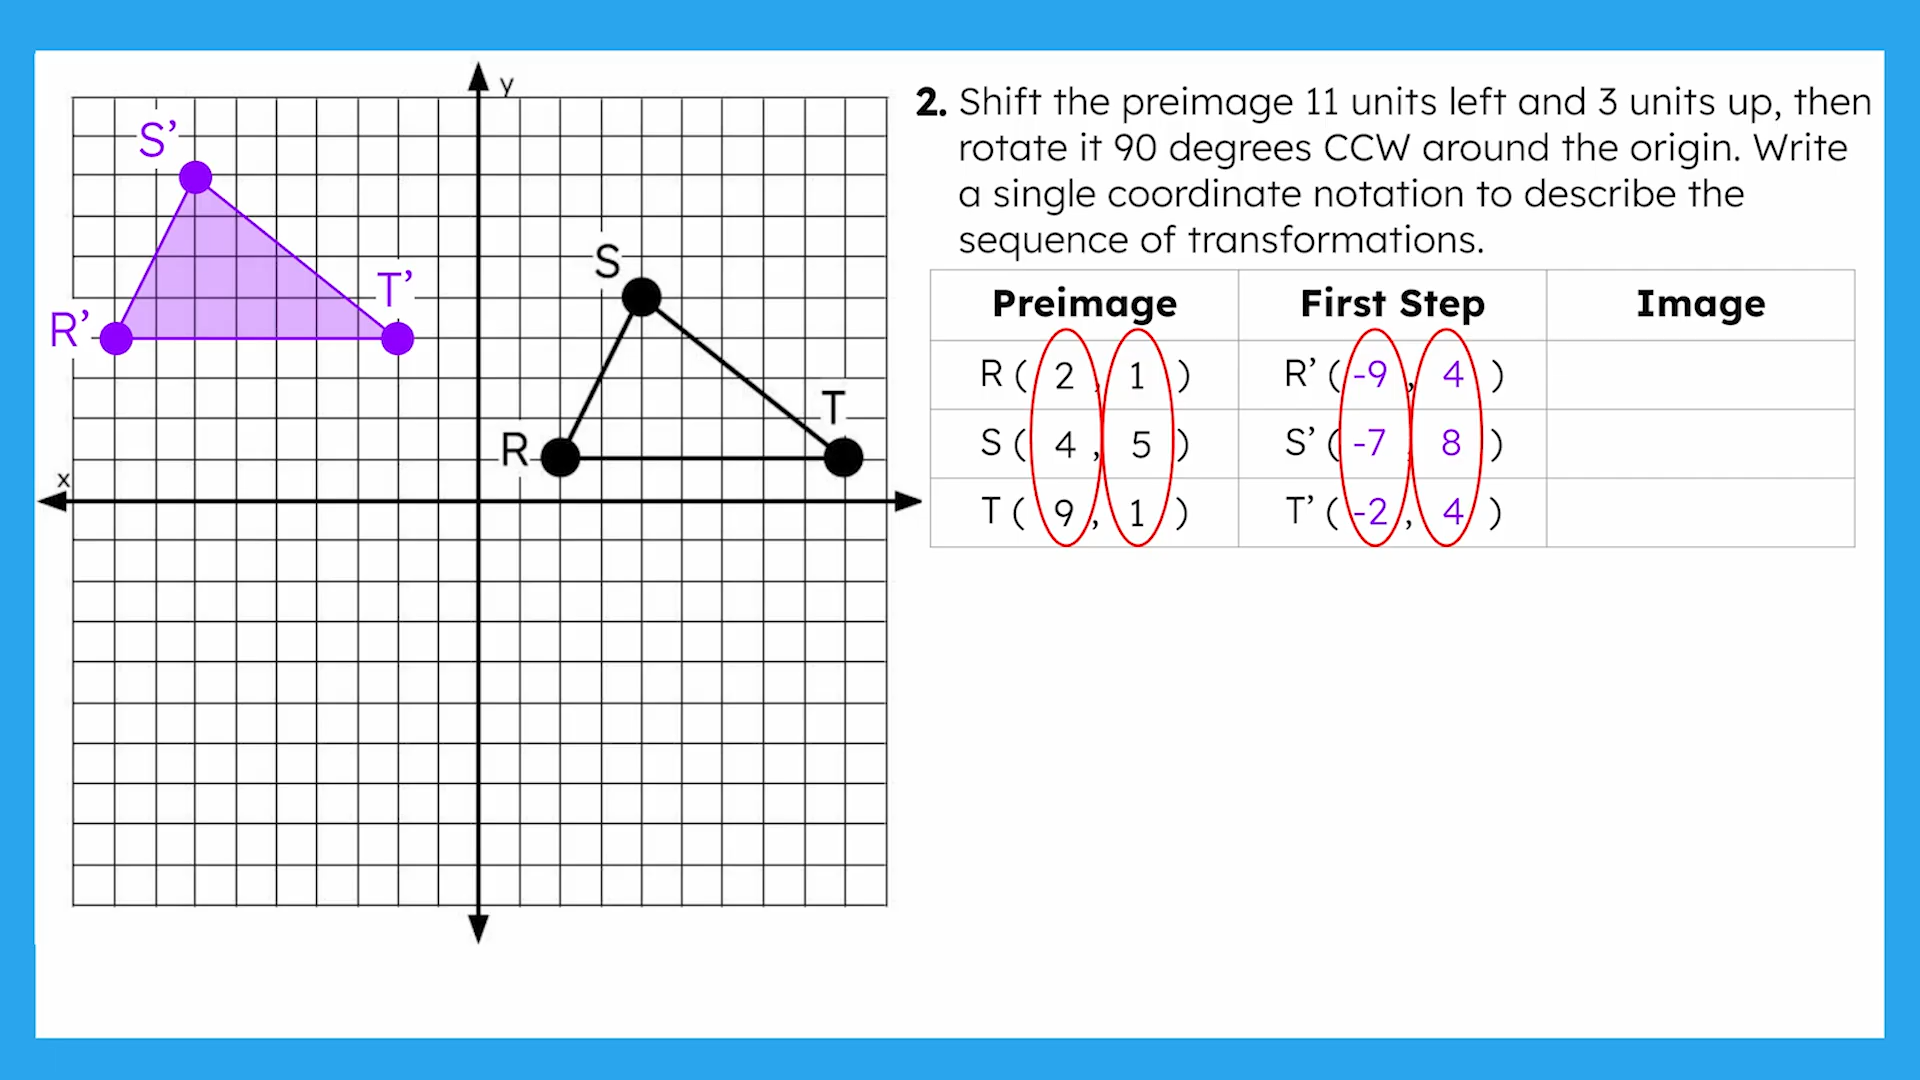 y
2. Shift the preimage 11 units left and 3 units up, then
rotate it 90 degrees CCW around the origin. Write
a single coordinate notation to describe the
sequence of transformations.
S’
S
T’
R’
T
R
x
Preimage First Step Image
R ( 2 , 1 ) R’ ( -9 , 4 )
S ( 4 , 5 ) S’ ( -7 , 8 )
T ( 9 , 1 ) T’ ( -2 , 4 )